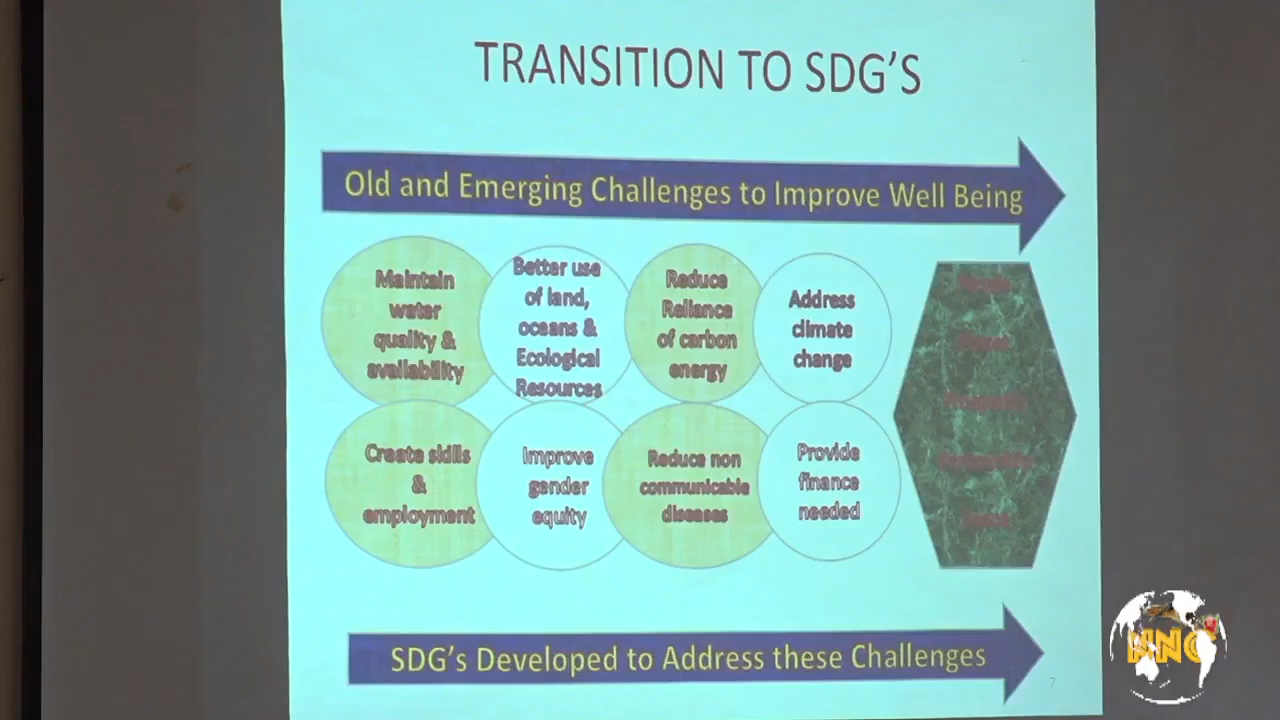 TRANSITION TO SDG'S
Old and Emerging Challenges to Improve Well Being
Maintain
water
quality &
availability
Better use
of land,
oceans &
Ecological
Resources
Reduce
Reliance
of carbon
energy
Address
climate
change
Create skills
&
employment
Improve
gender
equity
Reduce non
communicable
diseases
Provide
finance
needed
SDG's Developed to Address these Challenges
7